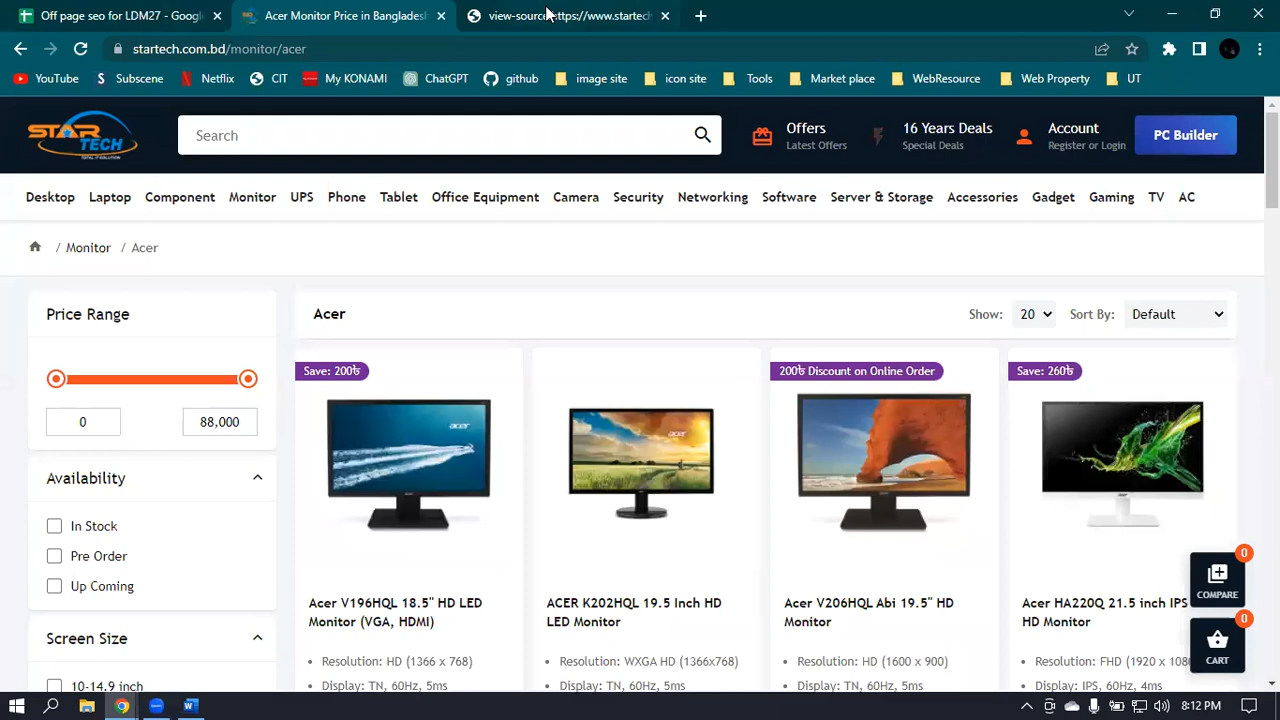 Off page seo for LDM27 - Google
Acer Monitor Price in Bangladesh
view-source:https://www.startech
startech.com.bd/monitor/acer
YouTube
Subscene
Netflix
CIT
My KONAMI
ChatGPT
github
image site
icon site
Tools
Market place
WebResource
Web Property
UT
STAR TECH
TOTAL IT SOLUTION
Search
Offers
Latest Offers
16 Years Deals
Special Deals
Account
Register or Login
PC Builder
Desktop Laptop Component Monitor UPS Phone Tablet Office Equipment Camera Security Networking Software Server & Storage Accessories Gadget Gaming TV AC
/ Monitor / Acer
Price Range
0
88,000
Availability
In Stock
Pre Order
Up Coming
Screen Size
10-14.9 inch
Acer
Show: 20
Sort By: Default
Save: 200৳
Acer V196HQL 18.5" HD LED
Monitor (VGA, HDMI)
Resolution: HD (1366 x 768)
Display: TN, 60Hz, 5ms
ACER K202HQL 19.5 Inch HD
LED Monitor
Resolution: WXGA HD (1366x768)
Display: TN, 60Hz, 5ms
200৳ Discount on Online Order
Acer V206HQL Abi 19.5" HD
Monitor
Resolution: HD (1600 x 900)
Display: TN, 60Hz, 5ms
Save: 260৳
Acer HA220Q 21.5 inch IPS
HD Monitor
Resolution: FHD (1920 x 1080
Display: IPS, 60Hz, 4ms
0
COMPARE
0
CART
8:12 PM